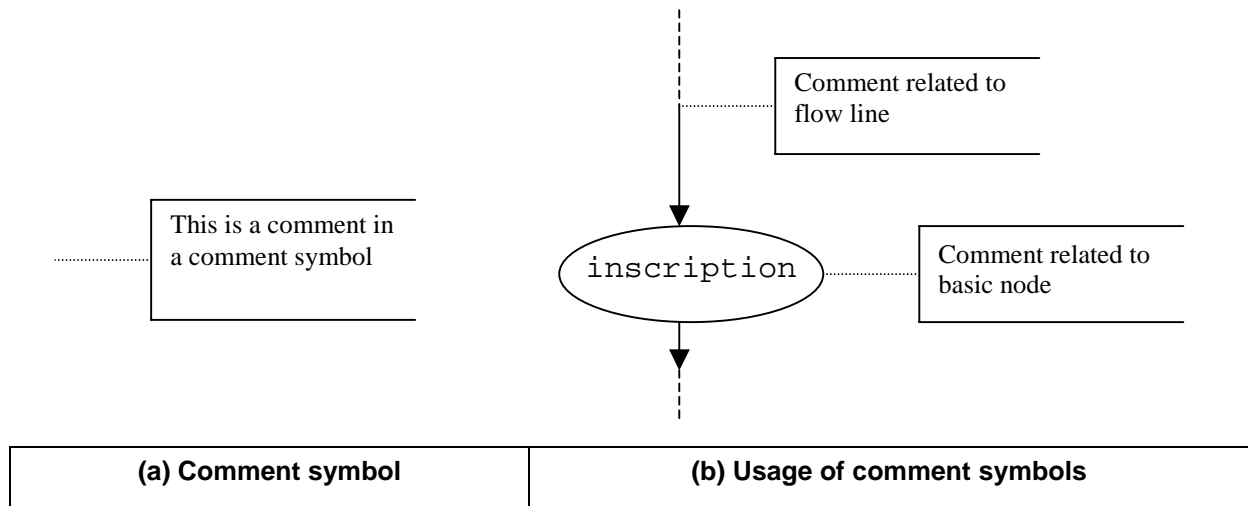 Comment related to
flow line
This is a comment in
a comment symbol
inscription
Comment related to
basic node
(a) Comment symbol
(b) Usage of comment symbols